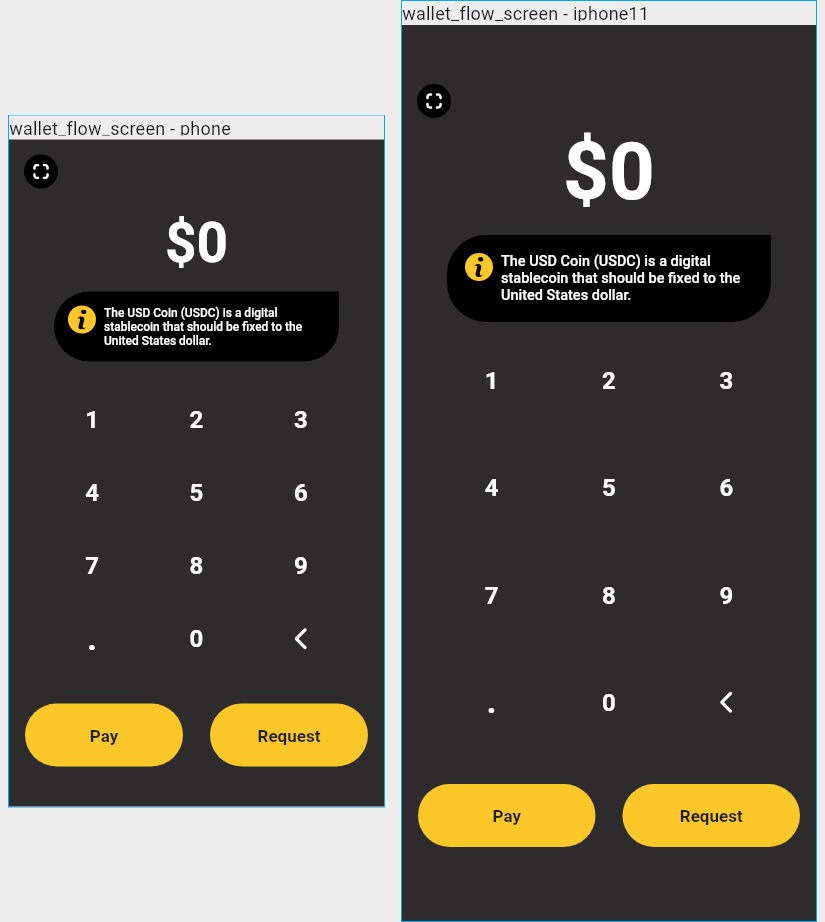 wallet_flow_screen - phone
$0
i
The USD Coin (USDC) is a digital
stablecoin that should be fixed to the
United States dollar.
1 2 3
4 5 6
7 8 9
. 0
Pay Request
wallet_flow_screen - iphone11
$0
i
The USD Coin (USDC) is a digital
stablecoin that should be fixed to the
United States dollar.
1 2 3
4 5 6
7 8 9
. 0
Pay Request